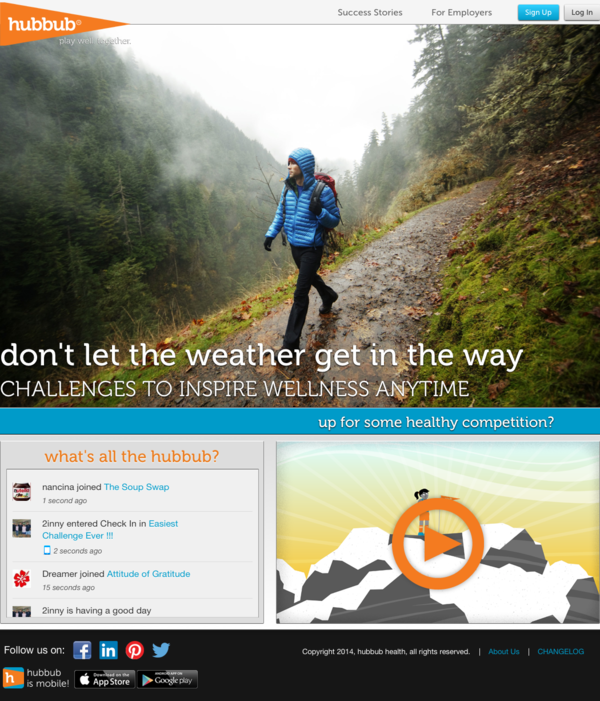 hubbub®
play well together.
Success Stories
For Employers
Sign Up
Log In
don't let the weather get in the way
CHALLENGES TO INSPIRE WELLNESS ANYTIME
up for some healthy competition?
what's all the hubbub?
nancina joined The Soup Swap
1 second ago
2inny entered Check In in Easiest
Challenge Ever !!!
2 seconds ago
Dreamer joined Attitude of Gratitude
15 seconds ago
2inny is having a good day
Follow us on:
Copyright 2014, hubbub health, all rights reserved. | About Us | CHANGELOG
h hubbub
is mobile!
Download on the
App Store
ANDROID APP ON
Google play